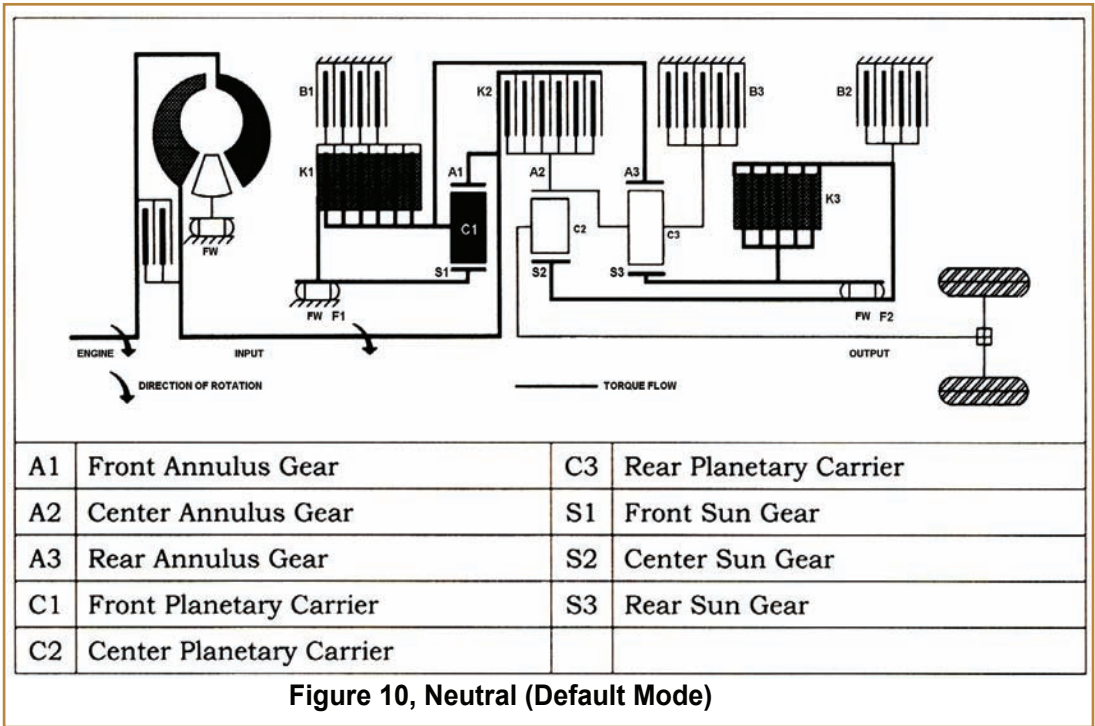 B1
K2
B3
B2
K1
A1
A2
A3
K3
C1
C2
C3
FW
S1
S2
S3
FW F1
FW F2
ENGINE
INPUT
OUTPUT
DIRECTION OF ROTATION
TORQUE FLOW
A1 Front Annulus Gear C3 Rear Planetary Carrier
A2 Center Annulus Gear S1 Front Sun Gear
A3 Rear Annulus Gear S2 Center Sun Gear
C1 Front Planetary Carrier S3 Rear Sun Gear
C2 Center Planetary Carrier
Figure 10, Neutral (Default Mode)